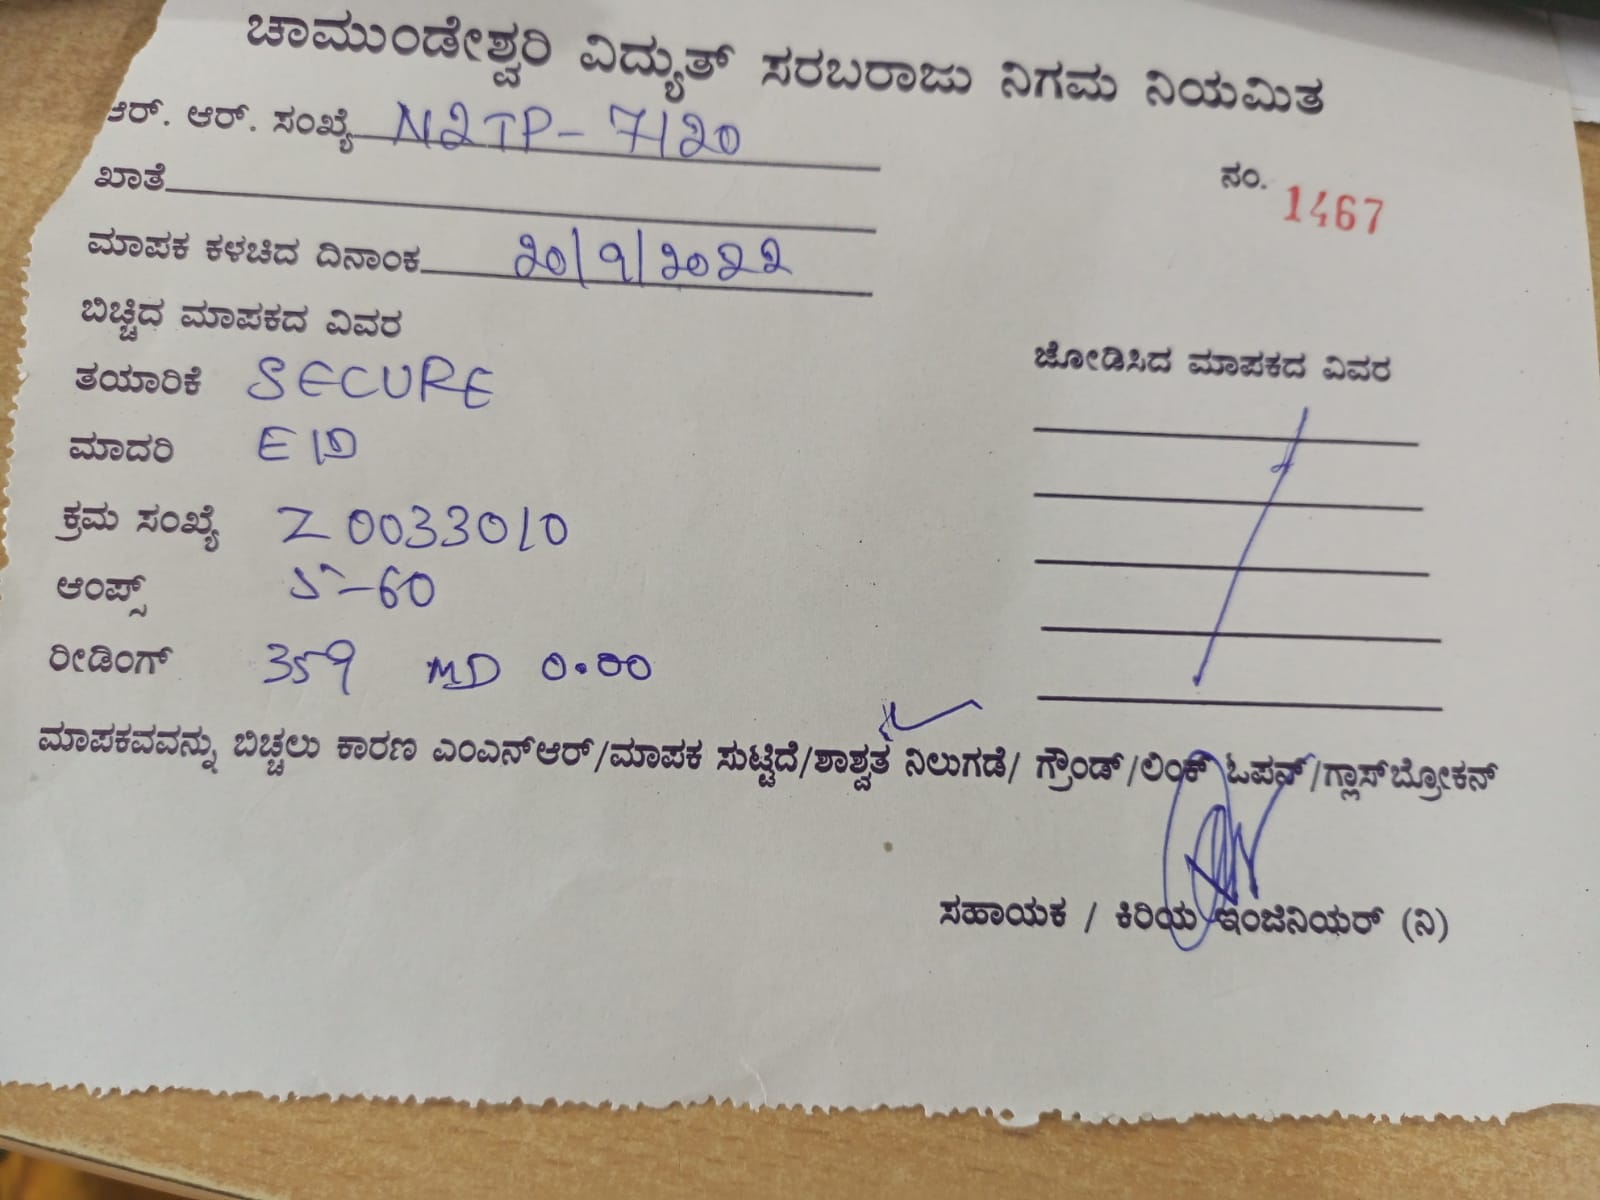 ಚಾಮುಂಡೇಶ್ವರಿ ವಿದ್ಯುತ್ ಸರಬರಾಜು ನಿಗಮ ನಿಯಮಿತ
ಆರ್. ಆರ್. ಸಂಖ್ಯೆ N2TP-7120
ನಂ. 1467
ಖಾತೆ
ಮಾಪಕ ಕಳಚಿದ ದಿನಾಂಕ 20/9/2022
ಬಿಚ್ಚಿದ ಮಾಪಕದ ವಿವರ
ಜೋಡಿಸಿದ ಮಾಪಕದ ವಿವರ
ತಯಾರಿಕೆ SECURE
ಮಾದರಿ
ಕ್ರಮ ಸಂಖ್ಯೆ Z0033010
ಆಂಪ್ಸ್ 5-60
ರೀಡಿಂಗ್ 359 MD 0.00
ಮಾಪಕವವನ್ನು ಬಿಚ್ಚಲು ಕಾರಣ ಎಂಎನ್ಆರ್/ಮಾಪಕ ಸುಟ್ಟಿದೆ/ಶಾಶ್ವತ ನಿಲುಗಡೆ/ ಗ್ರೌಂಡ್/ಲಿಂಕ್ ಓಪನ್/ಗ್ಲಾಸ್‌ಬ್ರೋಕನ್
ಸಹಾಯಕ / ಕಿರಿಯ ಇಂಜಿನಿಯರ್ (ನಿ)